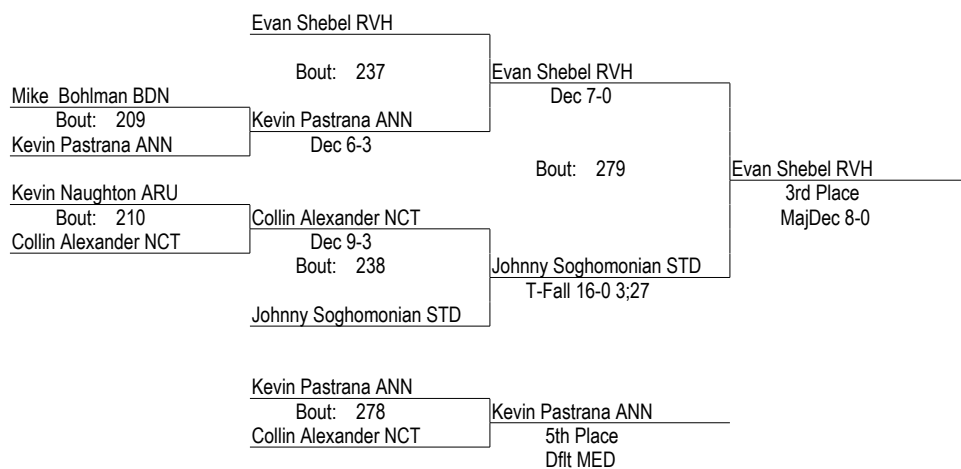 Evan Shebel RVH
Bout: 237
Evan Shebel RVH
Dec 7-0
Mike Bohlman BDN
Bout: 209
Kevin Pastrana ANN
Dec 6-3
Kevin Pastrana ANN
Bout: 279
Evan Shebel RVH
3rd Place
MajDec 8-0
Kevin Naughton ARU
Bout: 210
Collin Alexander NCT
Dec 9-3
Collin Alexander NCT
Bout: 238
Johnny Soghomonian STD
T-Fall 16-0 3;27
Johnny Soghomonian STD
Kevin Pastrana ANN
Bout: 278
Kevin Pastrana ANN
Collin Alexander NCT
5th Place
Dflt MED